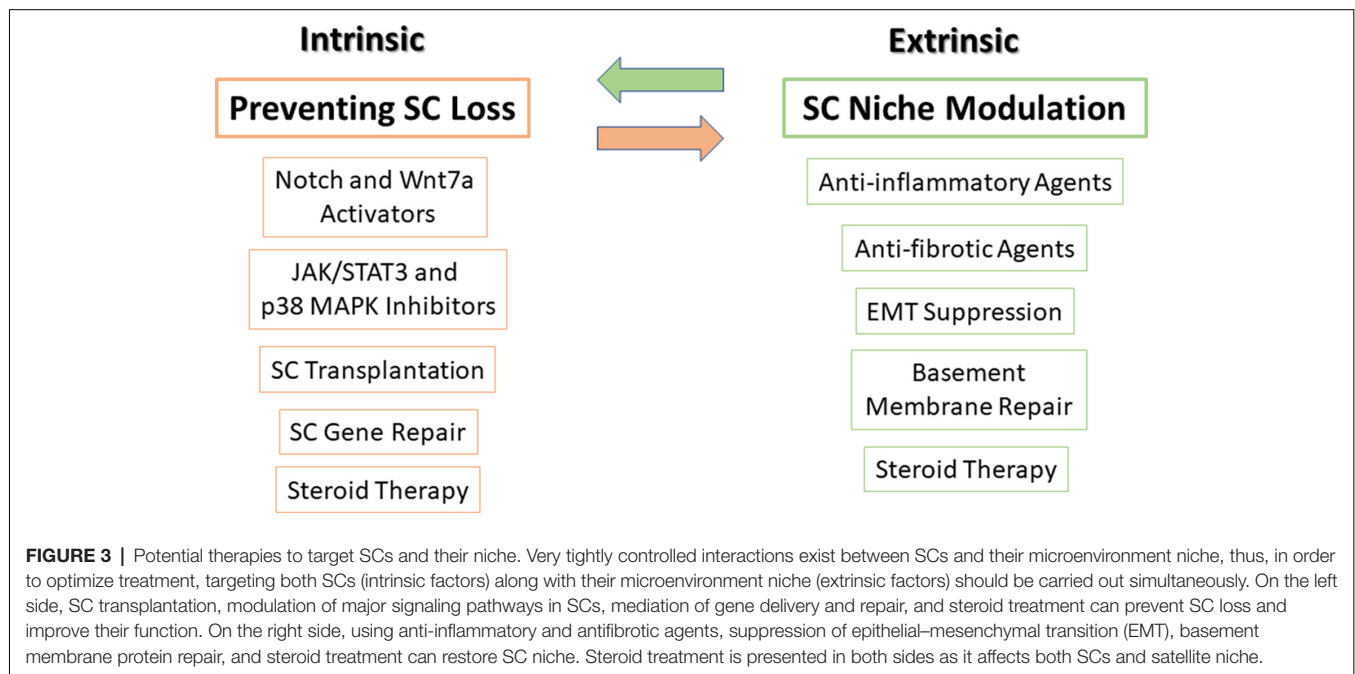 Intrinsic
Extrinsic
Preventing SC Loss
SC Niche Modulation
Notch and Wnt7a
Activators
JAK/STAT3 and
p38 MAPK Inhibitors
SC Transplantation
SC Gene Repair
Steroid Therapy
Anti-inflammatory Agents
Anti-fibrotic Agents
EMT Suppression
Basement
Membrane Repair
Steroid Therapy
FIGURE 3 | Potential therapies to target SCs and their niche. Very tightly controlled interactions exist between SCs and their microenvironment niche, thus, in order
to optimize treatment, targeting both SCs (intrinsic factors) along with their microenvironment niche (extrinsic factors) should be carried out simultaneously. On the left
side, SC transplantation, modulation of major signaling pathways in SCs, mediation of gene delivery and repair, and steroid treatment can prevent SC loss and
improve their function. On the right side, using anti-inflammatory and antifibrotic agents, suppression of epithelial–mesenchymal transition (EMT), basement
membrane protein repair, and steroid treatment can restore SC niche. Steroid treatment is presented in both sides as it affects both SCs and satellite niche.